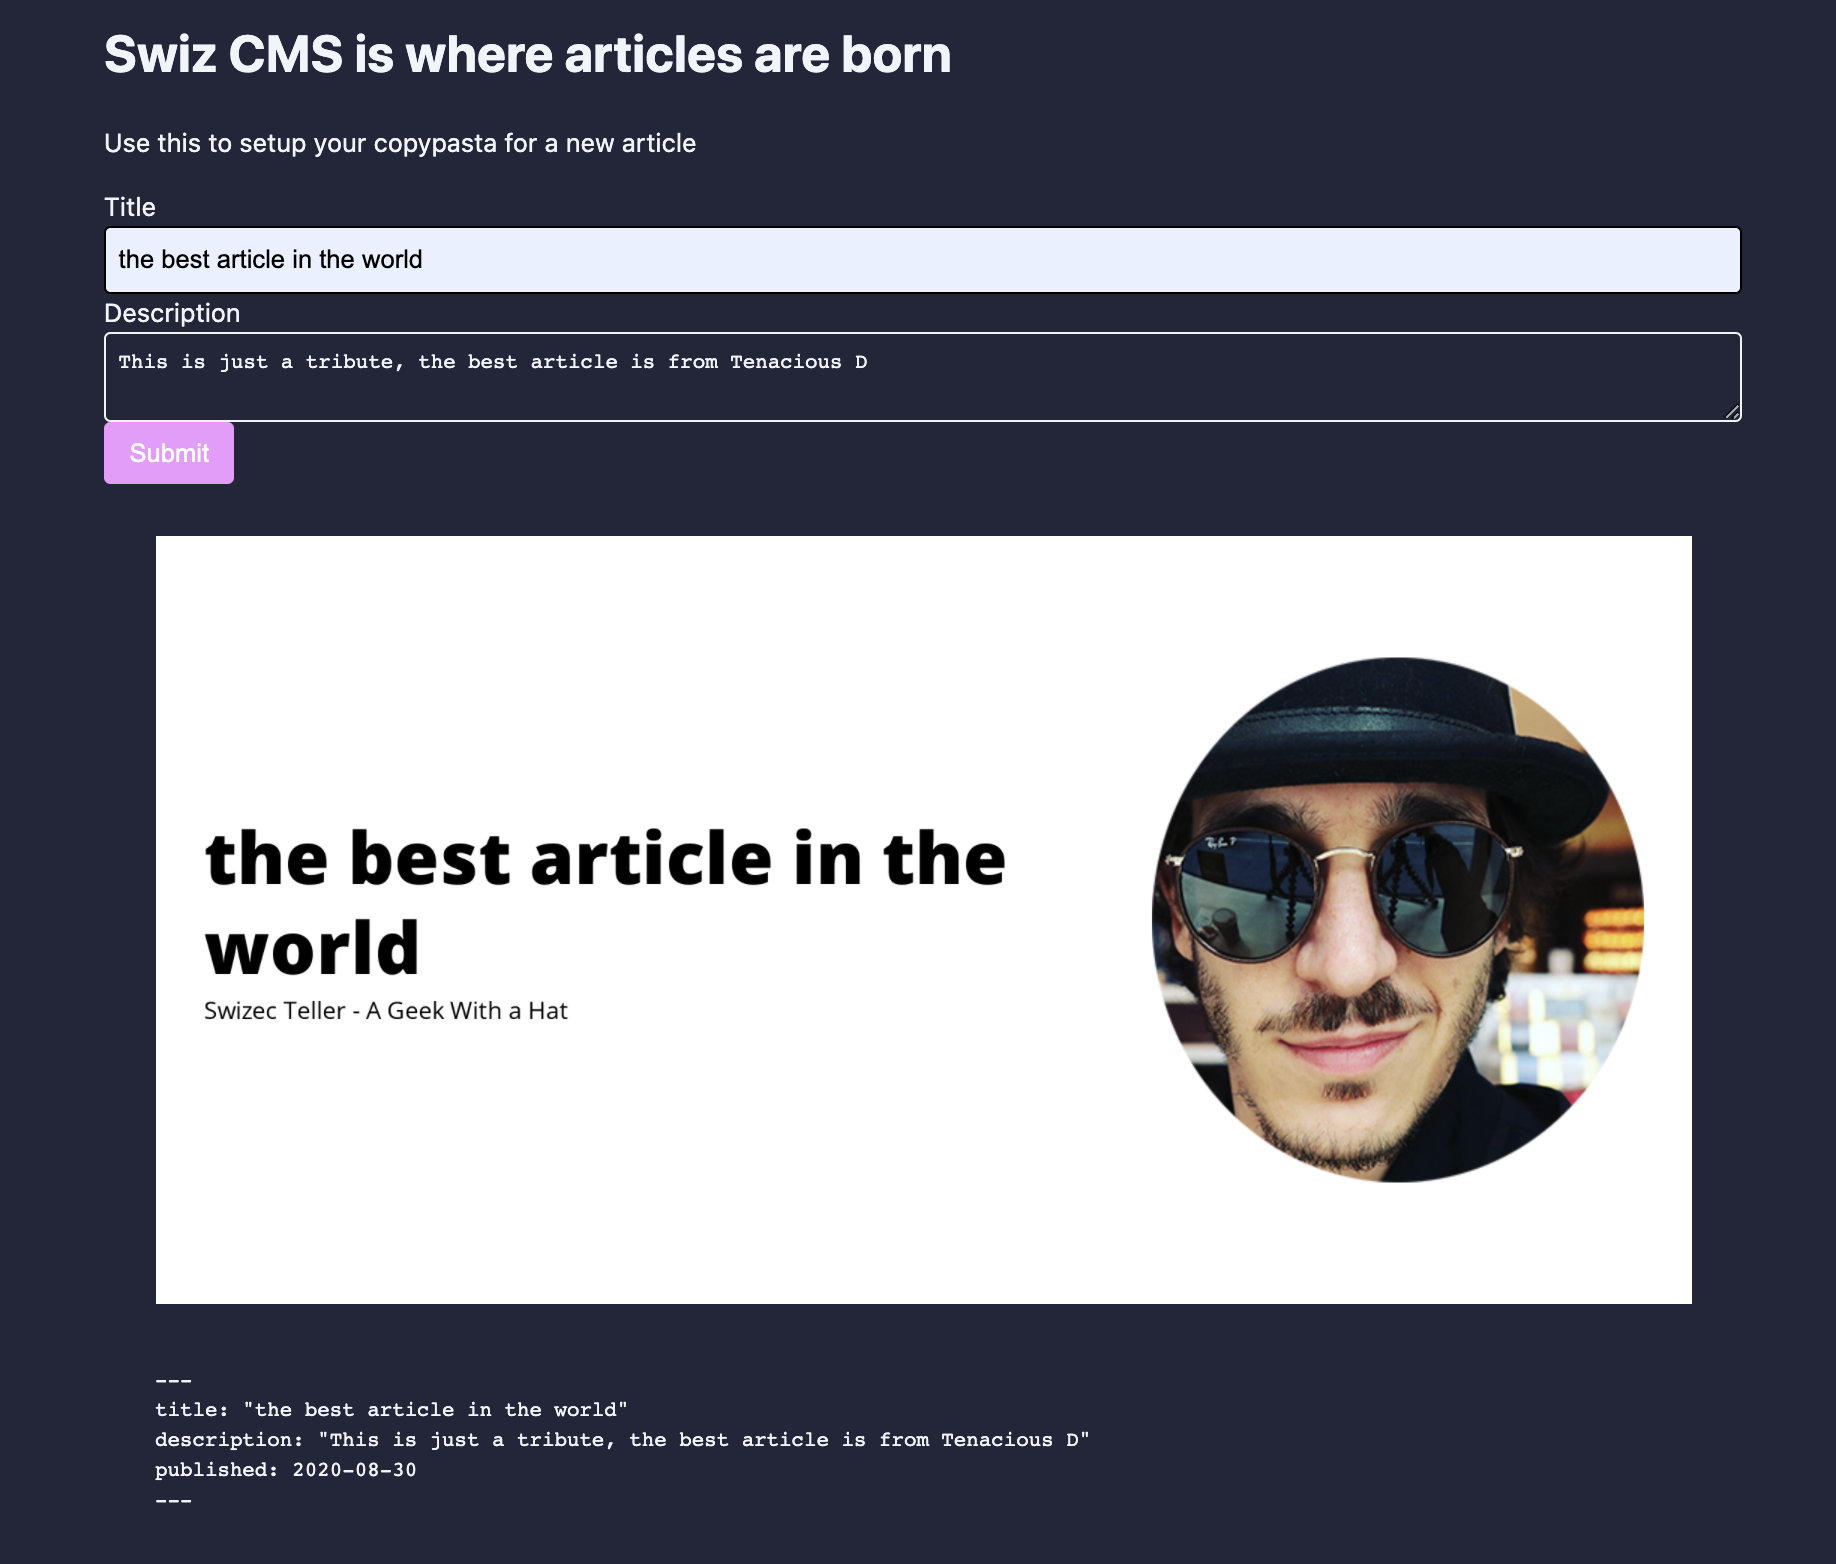 Swiz CMS is where articles are born
Use this to setup your copypasta for a new article
Title
the best article in the world
Description
This is just a tribute, the best article is from Tenacious D
Submit
the best article in the
world
Swizec Teller - A Geek With a Hat
Ray-Ban P
---
title: "the best article in the world"
description: "This is just a tribute, the best article is from Tenacious D"
published: 2020-08-30
---